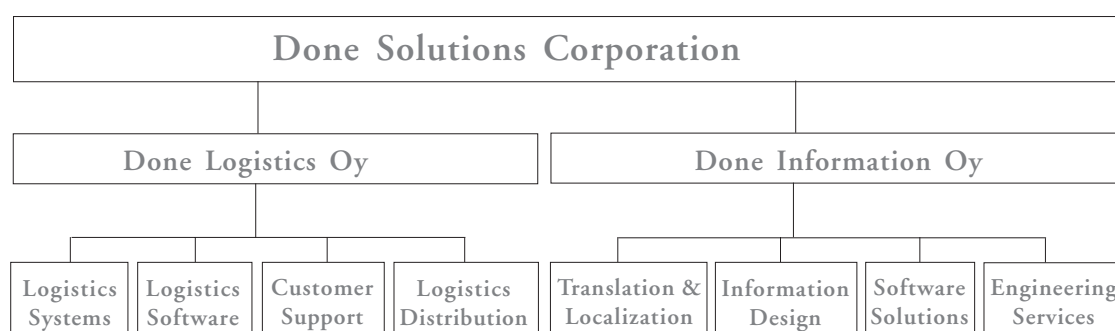 Done Solutions Corporation
Done Logistics Oy
Done Information Oy
Logistics
Systems
Logistics
Software
Customer
Support
Logistics
Distribution
Translation &
Localization
Information
Design
Software
Solutions
Engineering
Services